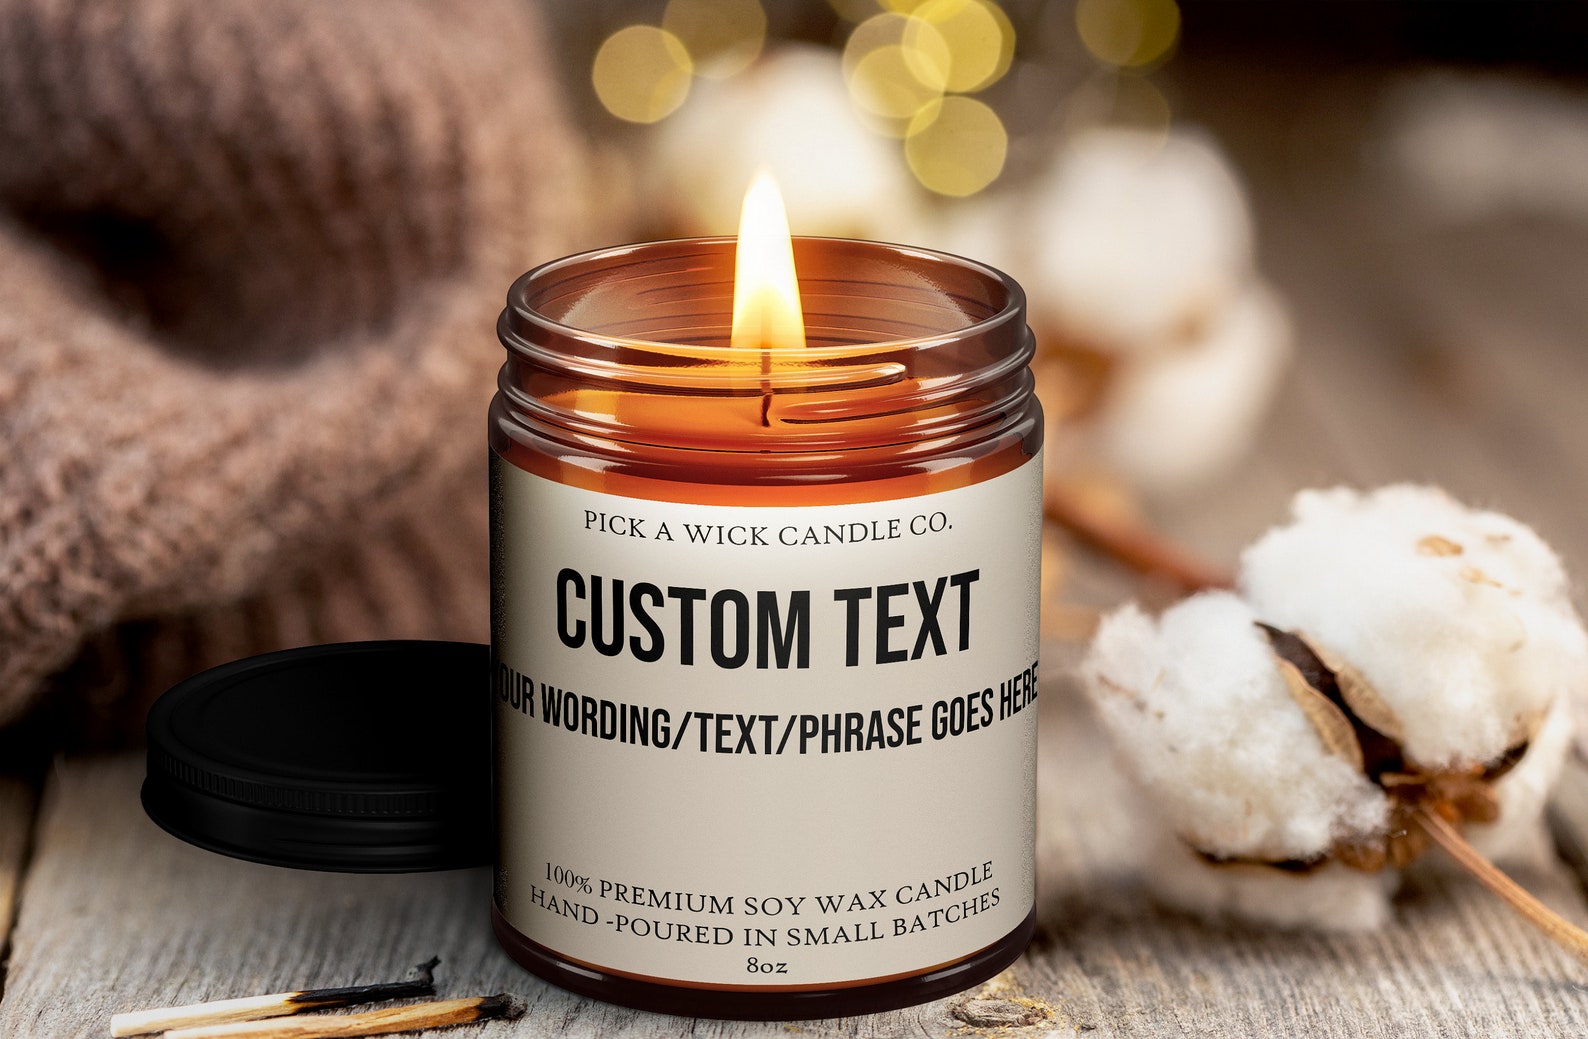 PICK A WICK CANDLE CO.
CUSTOM TEXT
OUR WORDING/TEXT/PHRASE GOES HERE
100% PREMIUM SOY WAX CANDLE
HAND -POURED IN SMALL BATCHES
8oz